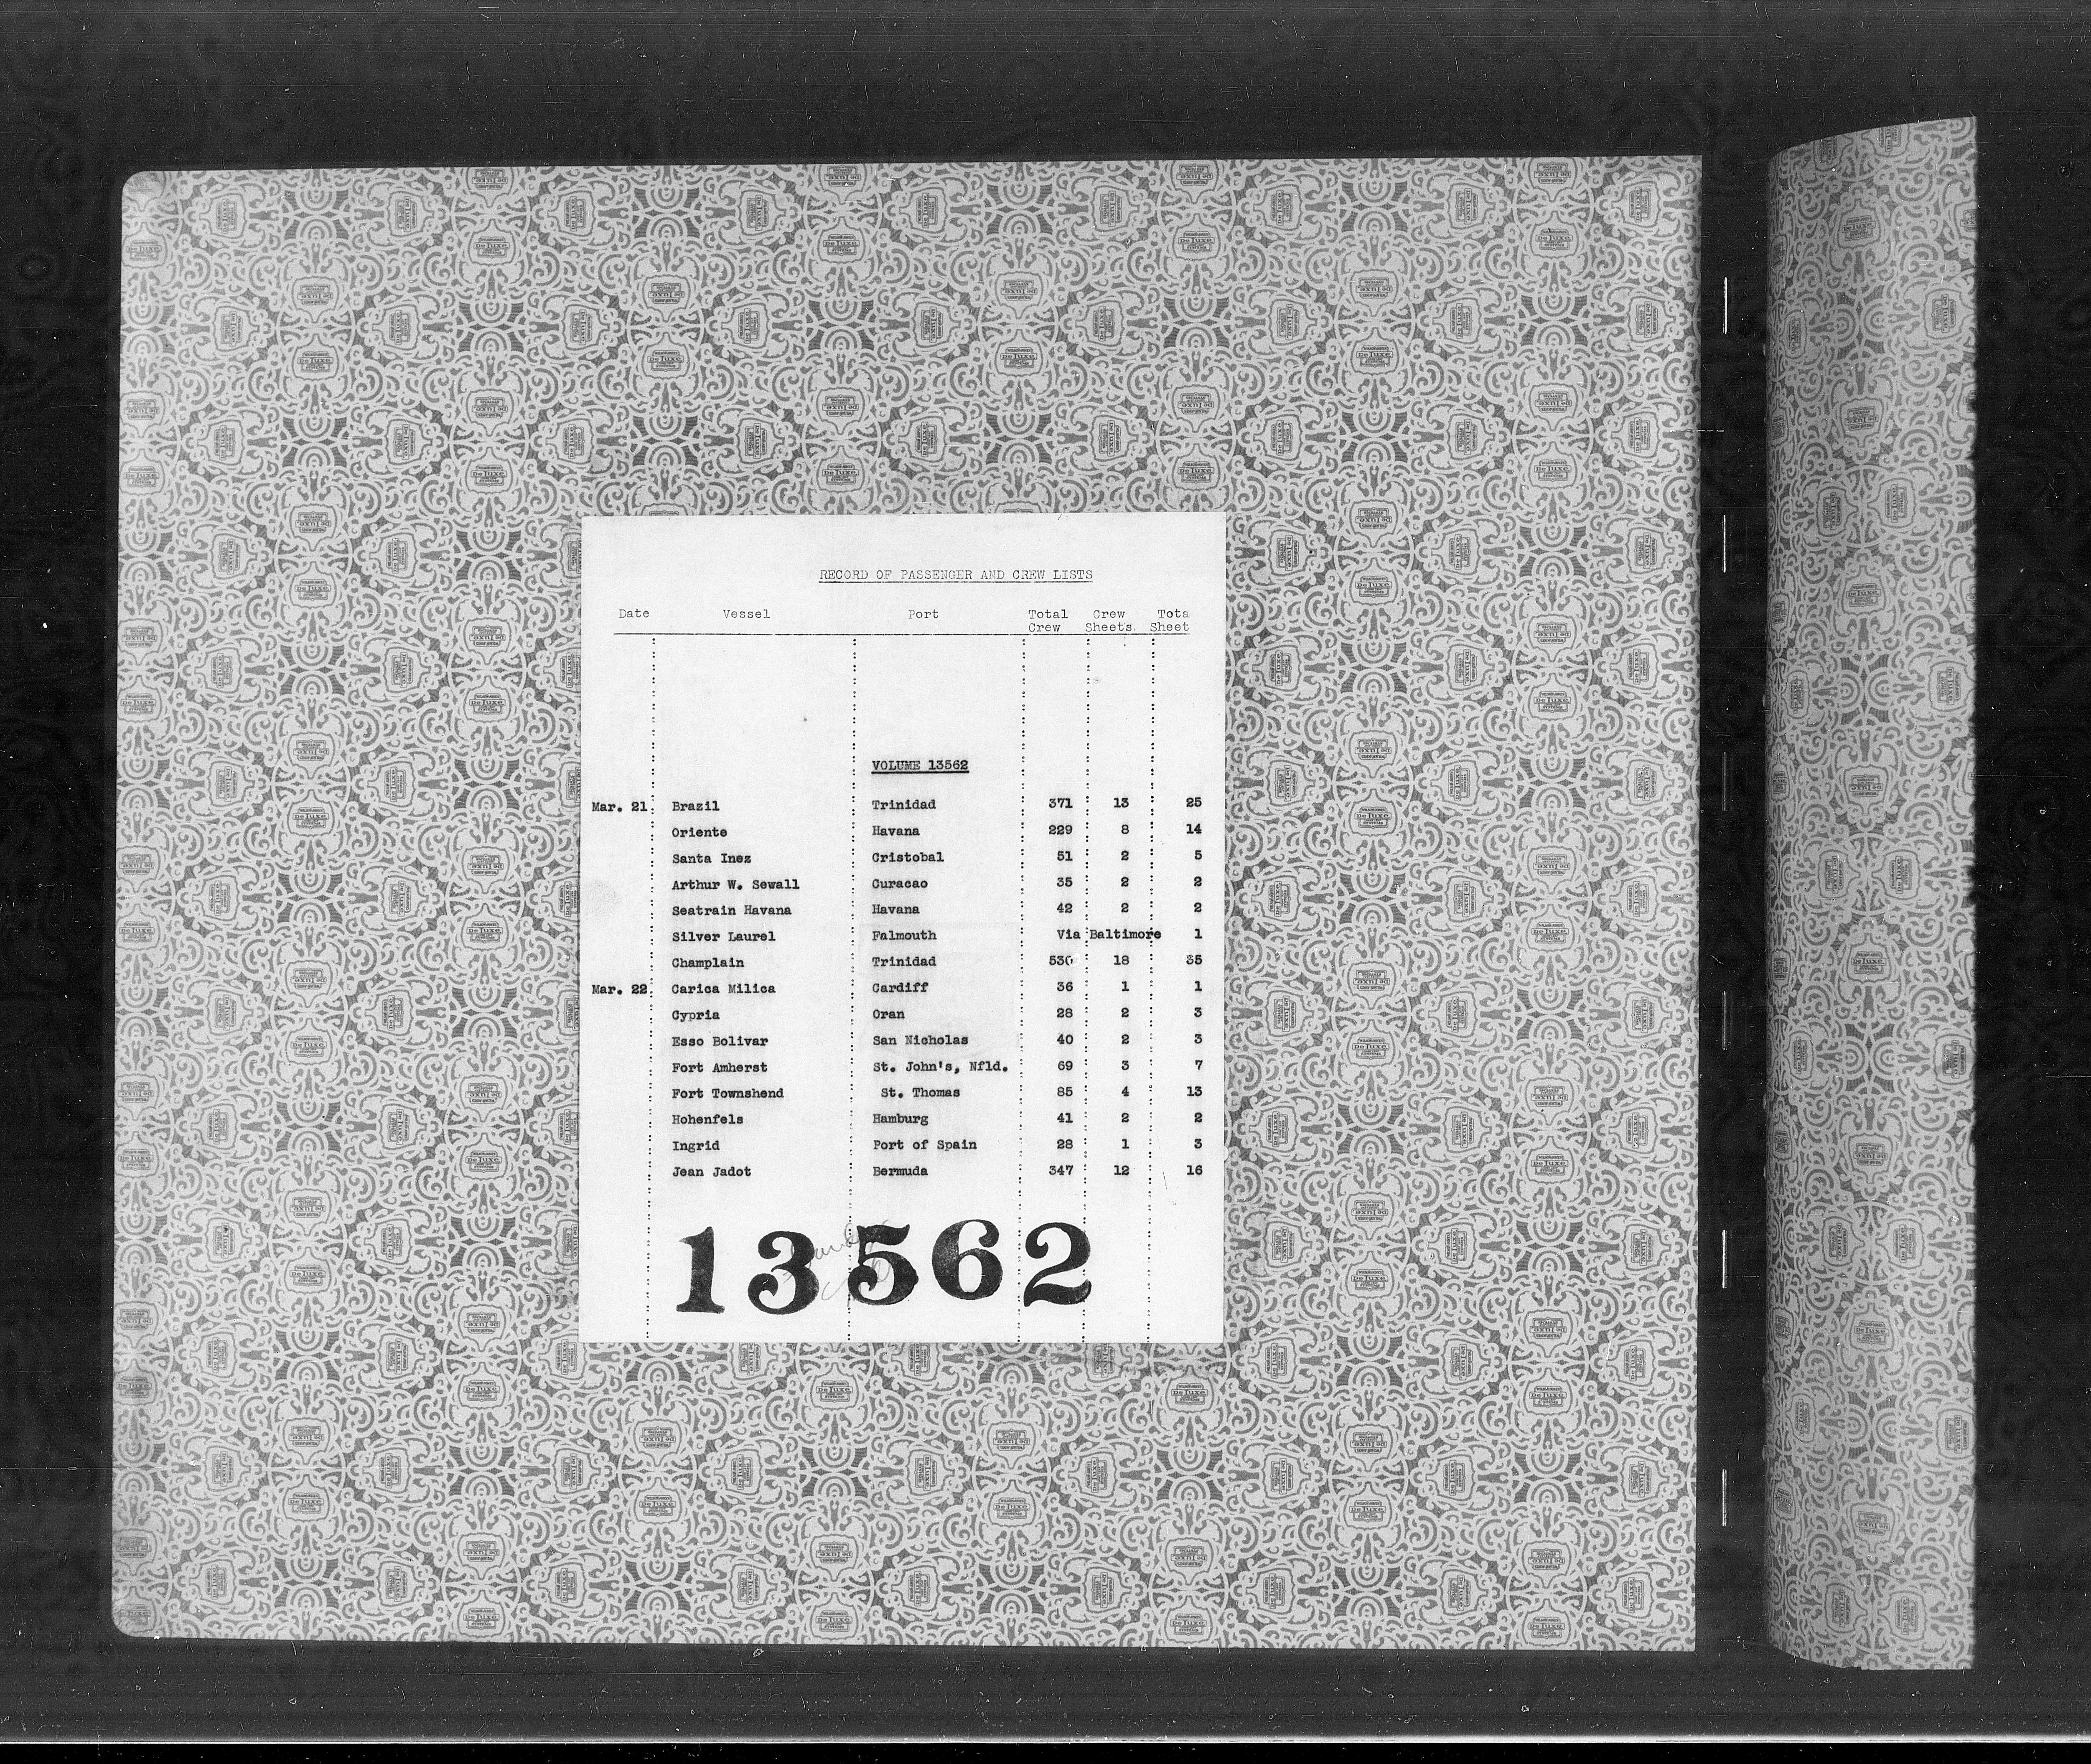 RECORD OF PASSENGER AND CREW LISTS
Date Vessel Port Total Crew Crew Sheets Tota Sheet
VOLUME 13562
Mar. 21 Brazil Trinidad 371 13 25
Oriente Havana 229 8 14
Santa Inez Cristobal 51 2 5
Arthur W. Sewall Curacao 35 2 2
Seatrain Havana Havana 42 2 2
Silver Laurel Falmouth Via Baltimore 1
Champlain Trinidad 530 18 35
Mar. 22 Carica Milica Cardiff 36 1 1
Cypria Oran 28 2 3
Esso Bolivar San Nicholas 40 2 3
Fort Amherst St. John's, Nfld. 69 3 7
Fort Townshend St. Thomas 85 4 13
Hohenfels Hamburg 41 2 2
Ingrid Port of Spain 28 1 3
Jean Jadot Bermuda 347 12 16
13562
De Luxe